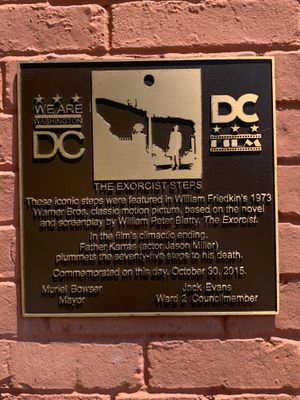 WE ARE
WASHINGTON
DC
DC
FILM
THE EXORCIST STEPS
These iconic steps were featured in William Friedkin's 1973
Warner Bros. classic motion picture, based on the novel
and screenplay by William Peter Blatty, The Exorcist.
In the film's climactic ending,
Father Karras (actor Jason Miller)
plummets the seventy-five steps to his death.
Commemorated on this day, October 30, 2015.
Muriel Bowser
Mayor
Jack Evans
Ward 2 Councilmember